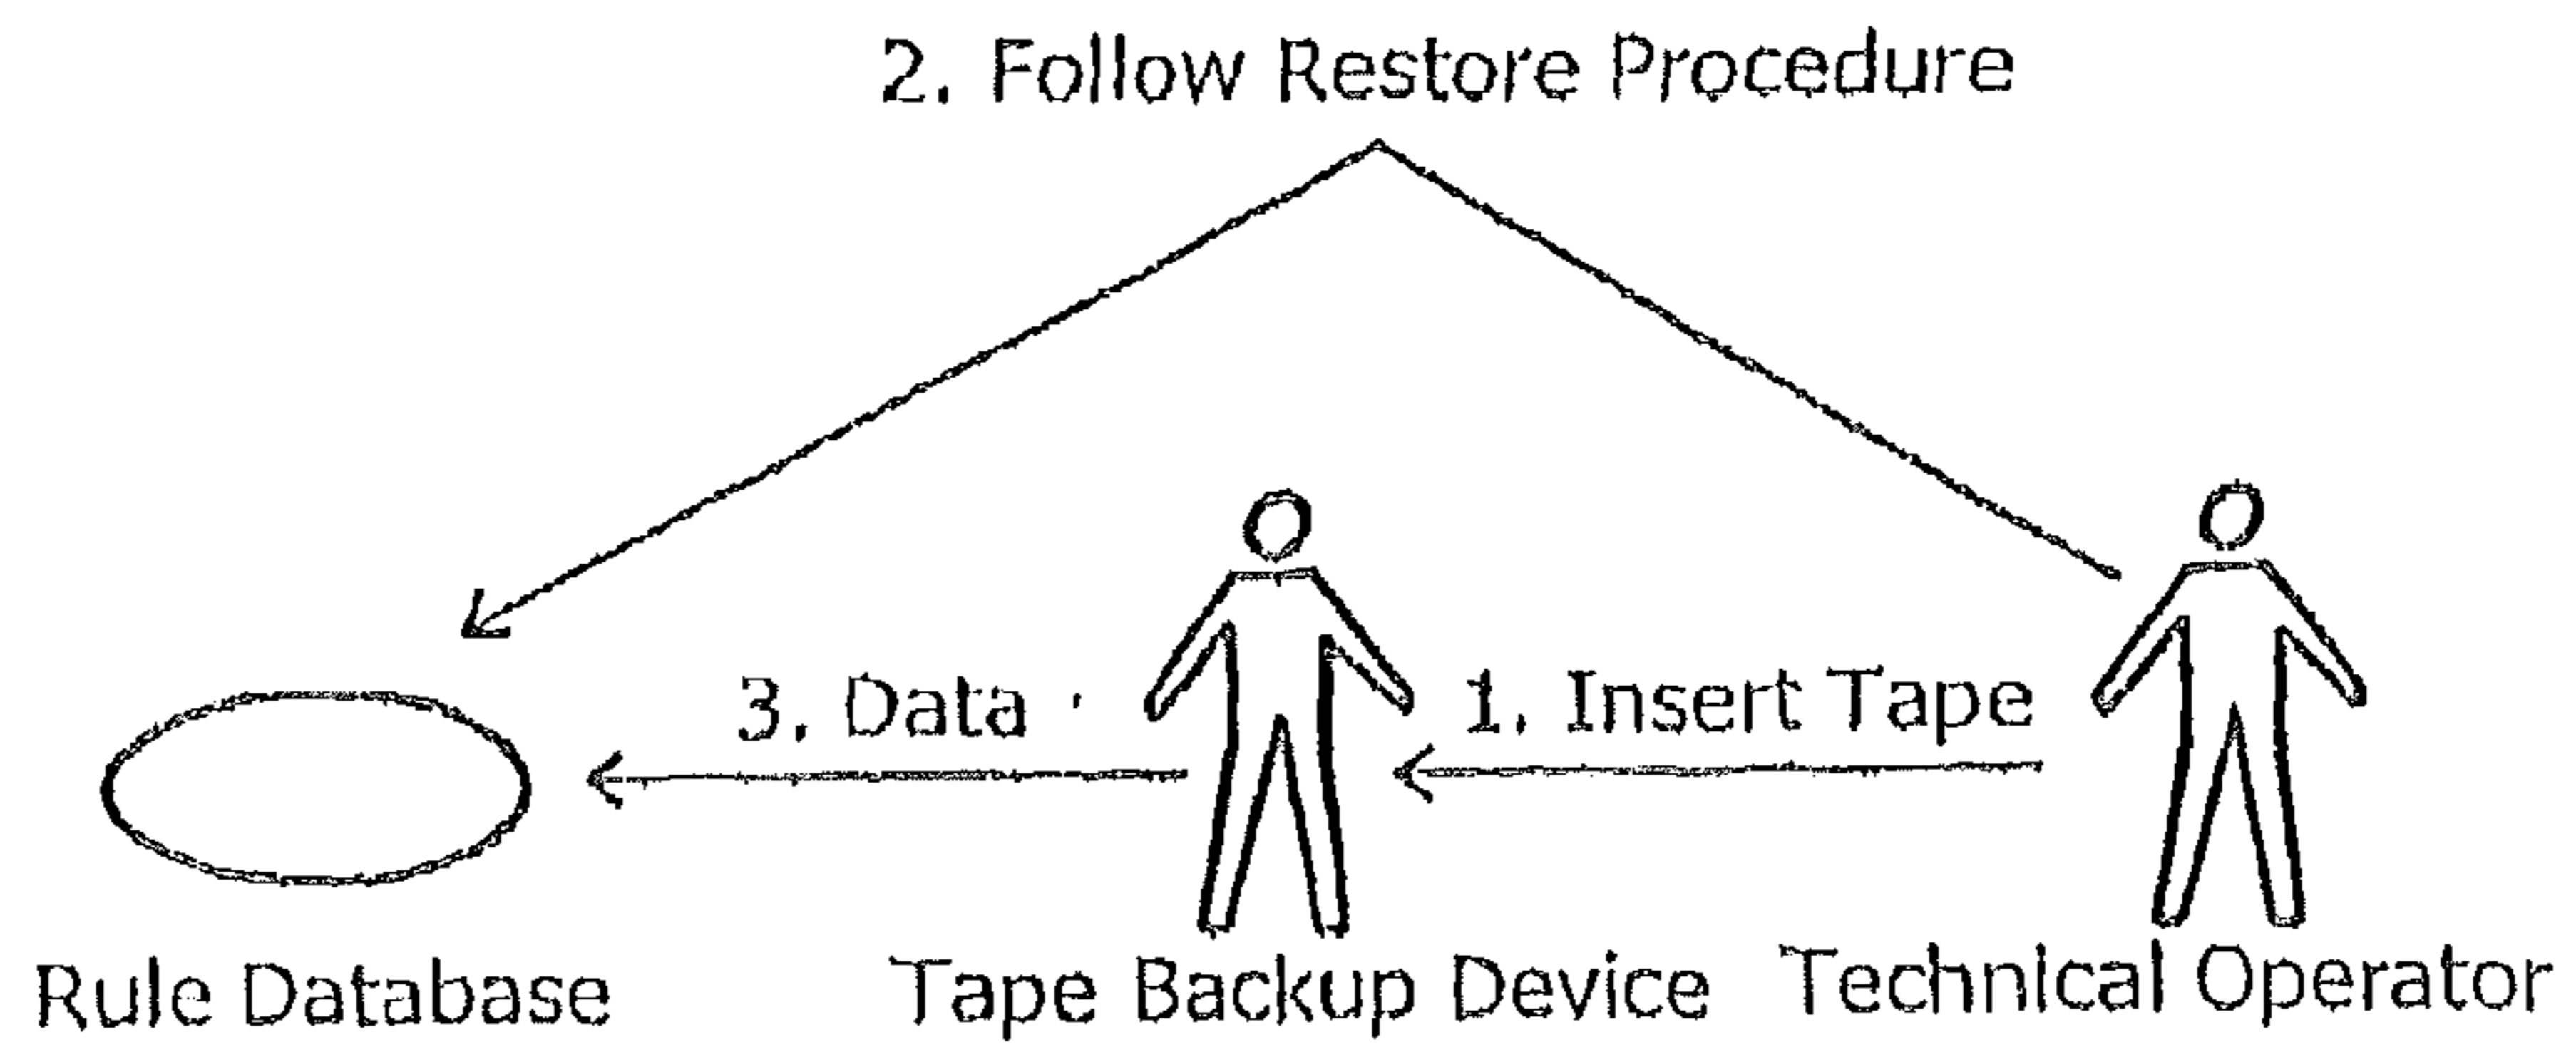 2. Follow Restore Procedure
3. Data
1. Insert Tape
Rule Database
Tape Backup Device
Technical Operator